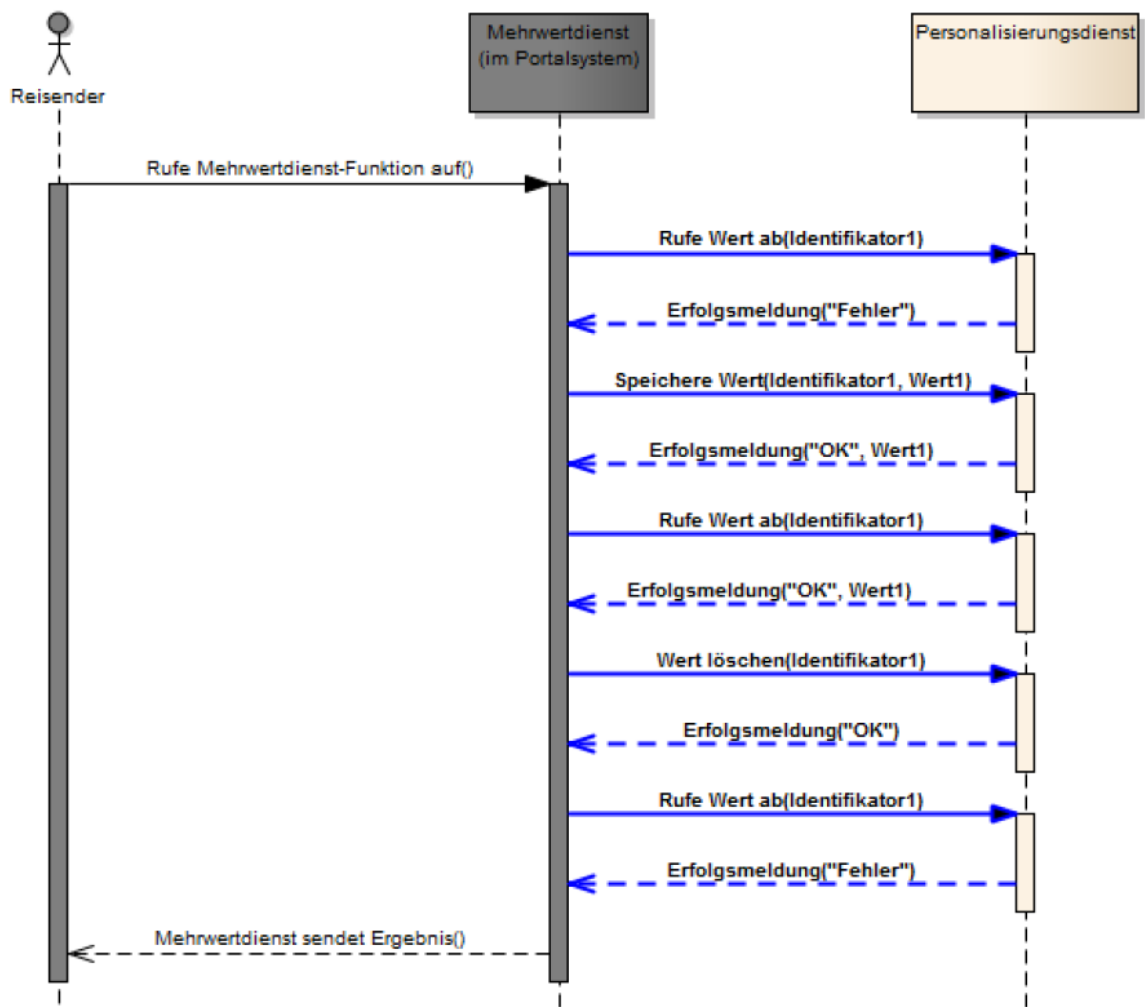 Reisender
Mehrwertdienst
(im Portalsystem)
Personalisierungsdienst
Rufe Mehrwertdienst-Funktion auf()
Rufe Wert ab(Identifikator1)
Erfolgsmeldung("Fehler")
Speichere Wert(Identifikator1, Wert1)
Erfolgsmeldung("OK", Wert1)
Rufe Wert ab(Identifikator1)
Erfolgsmeldung("OK", Wert1)
Wert löschen(Identifikator1)
Erfolgsmeldung("OK")
Rufe Wert ab(Identifikator1)
Erfolgsmeldung("Fehler")
Mehrwertdienst sendet Ergebnis()